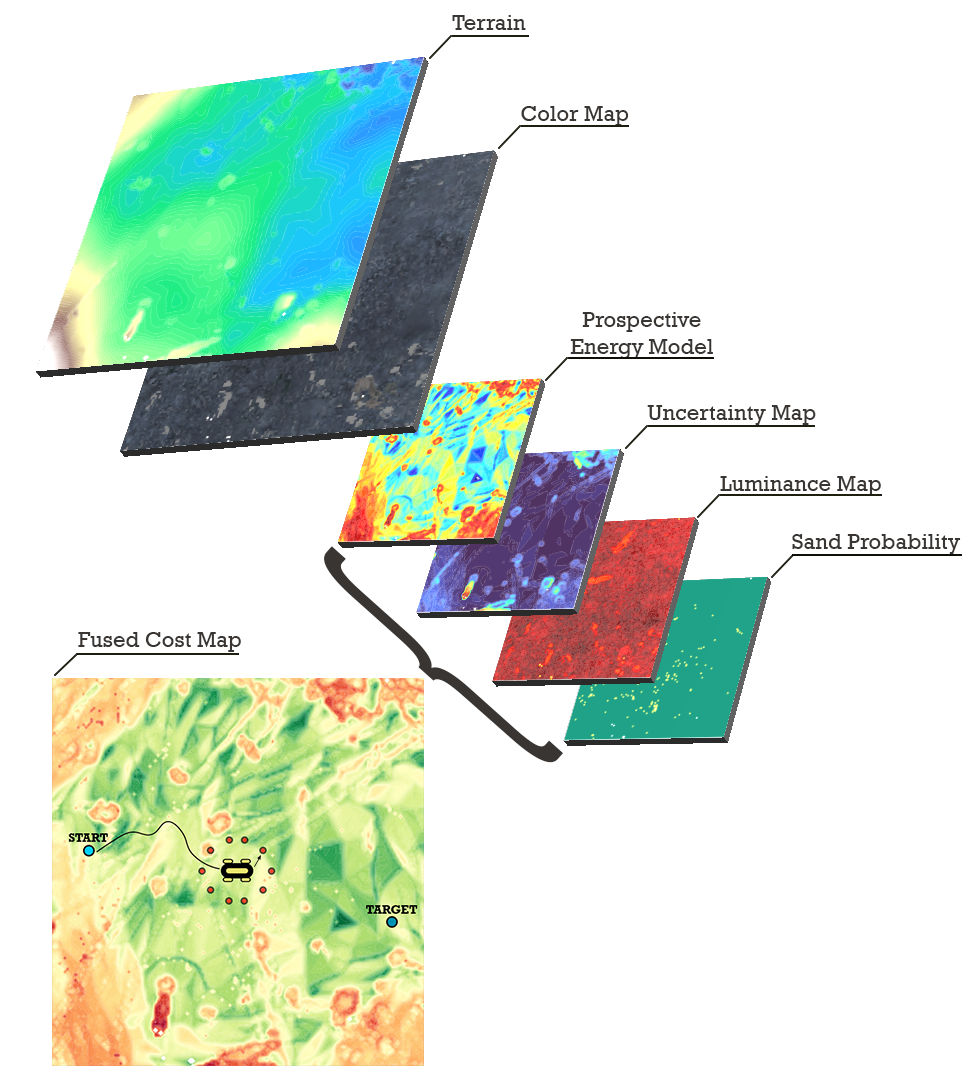 Terrain
Color Map
Prospective
Energy Model
Uncertainty Map
Luminance Map
Sand Probability
Fused Cost Map
START
TARGET